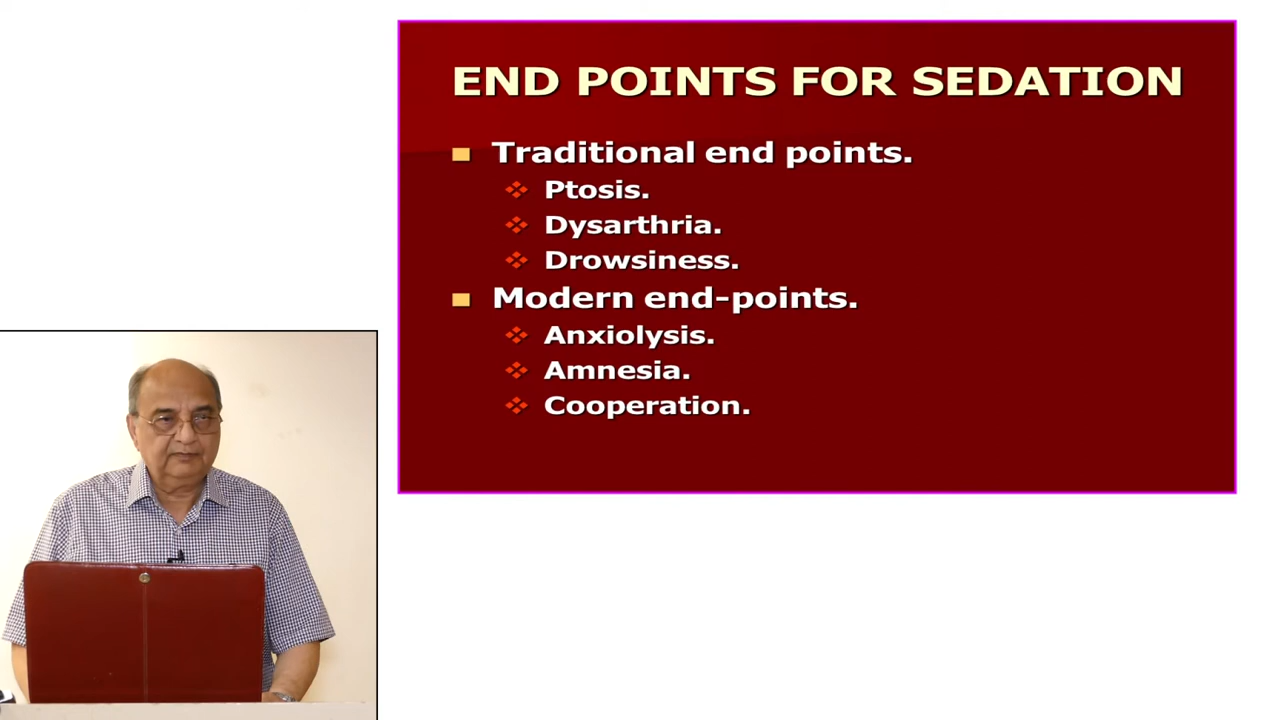 END POINTS FOR SEDATION
Traditional end points.
Ptosis.
Dysarthria.
Drowsiness.
Modern end-points.
Anxiolysis.
Amnesia.
Cooperation.